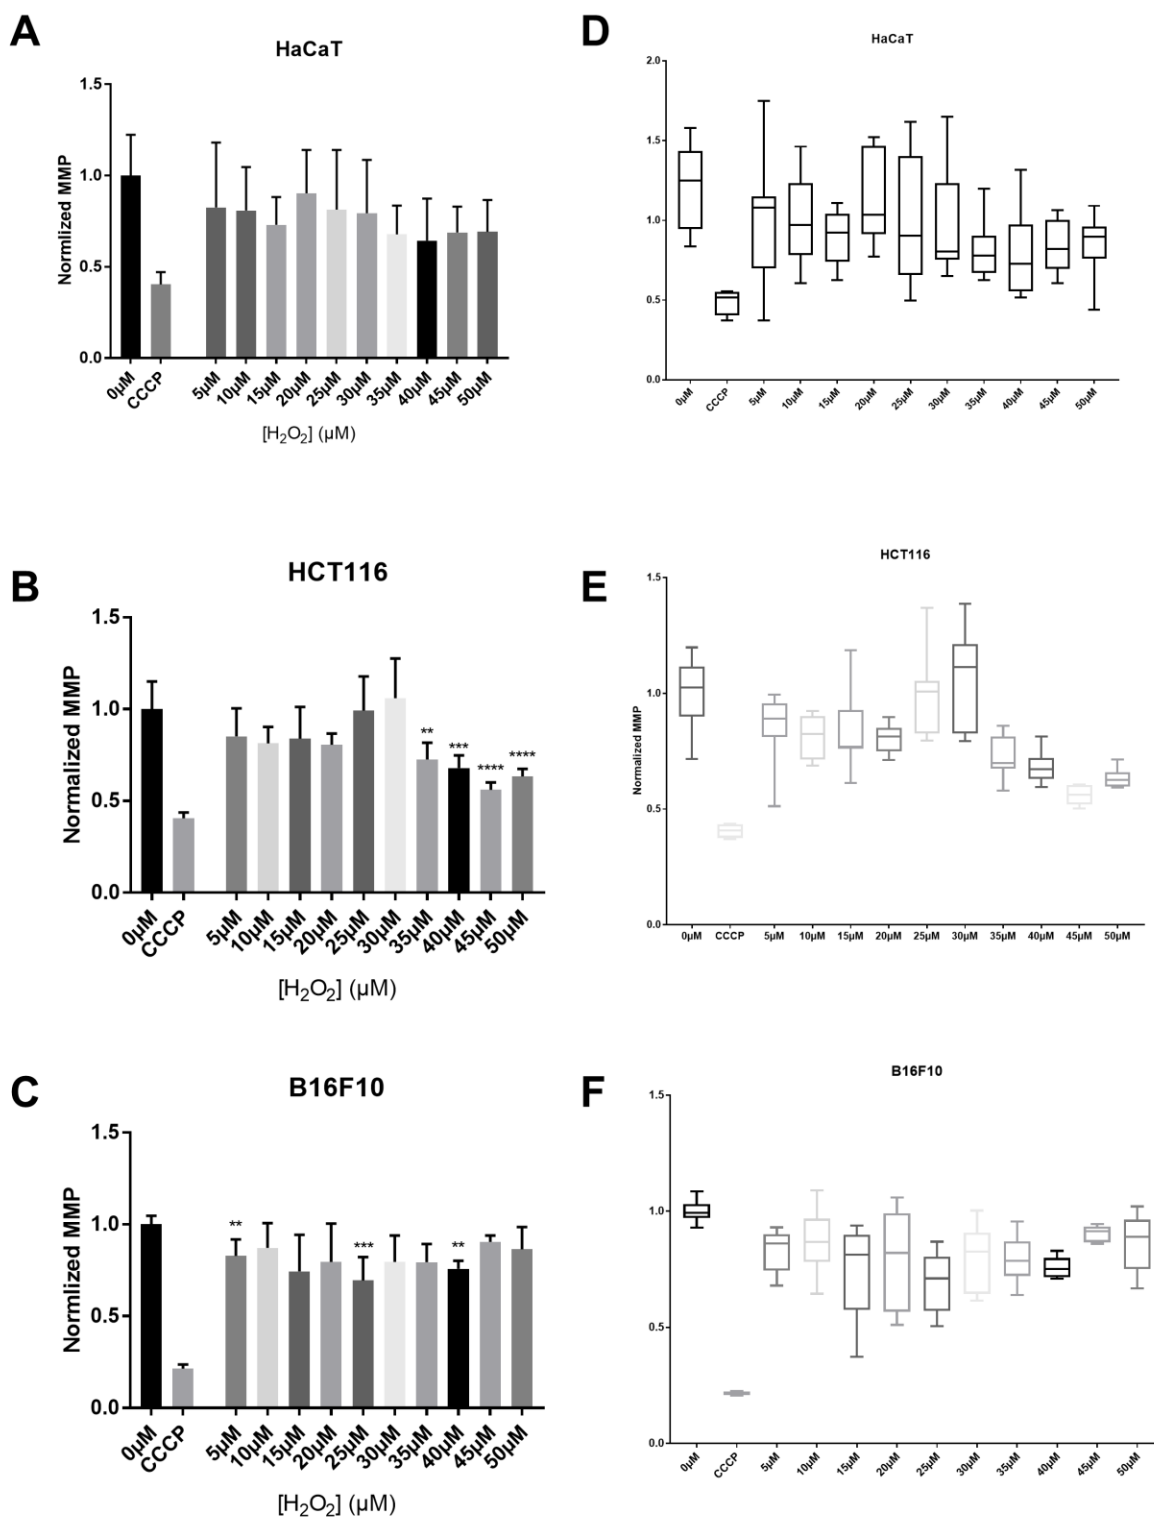 A
HaCaT
Normlized MMP
1.5
1.0
0.5
0.0
0µM
CCCP
5µM
10µM
15µM
20µM
25µM
30µM
35µM
40µM
45µM
50µM
[H₂O₂] (µM)
D
HaCaT
2.0
1.5
1.0
0.5
0.0
0µM
CCCP
5µM
10µM
15µM
20µM
25µM
30µM
35µM
40µM
45µM
50µM
B
HCT116
Normalized MMP
1.5
1.0
0.5
0.0
**
***
****
****
0µM
CCCP
5µM
10µM
15µM
20µM
25µM
30µM
35µM
40µM
45µM
50µM
[H₂O₂] (µM)
E
HCT116
Normalized MMP
1.5
1.0
0.5
0.0
0µM
CCCP
5µM
10µM
15µM
20µM
25µM
30µM
35µM
40µM
45µM
50µM
C
B16F10
Normlized MMP
1.5
1.0
0.5
0.0
**
***
**
0µM
CCCP
5µM
10µM
15µM
20µM
25µM
30µM
35µM
40µM
45µM
50µM
[H₂O₂] (µM)
F
B16F10
1.5
1.0
0.5
0.0
0µM
CCCP
5µM
10µM
15µM
20µM
25µM
30µM
35µM
40µM
45µM
50µM